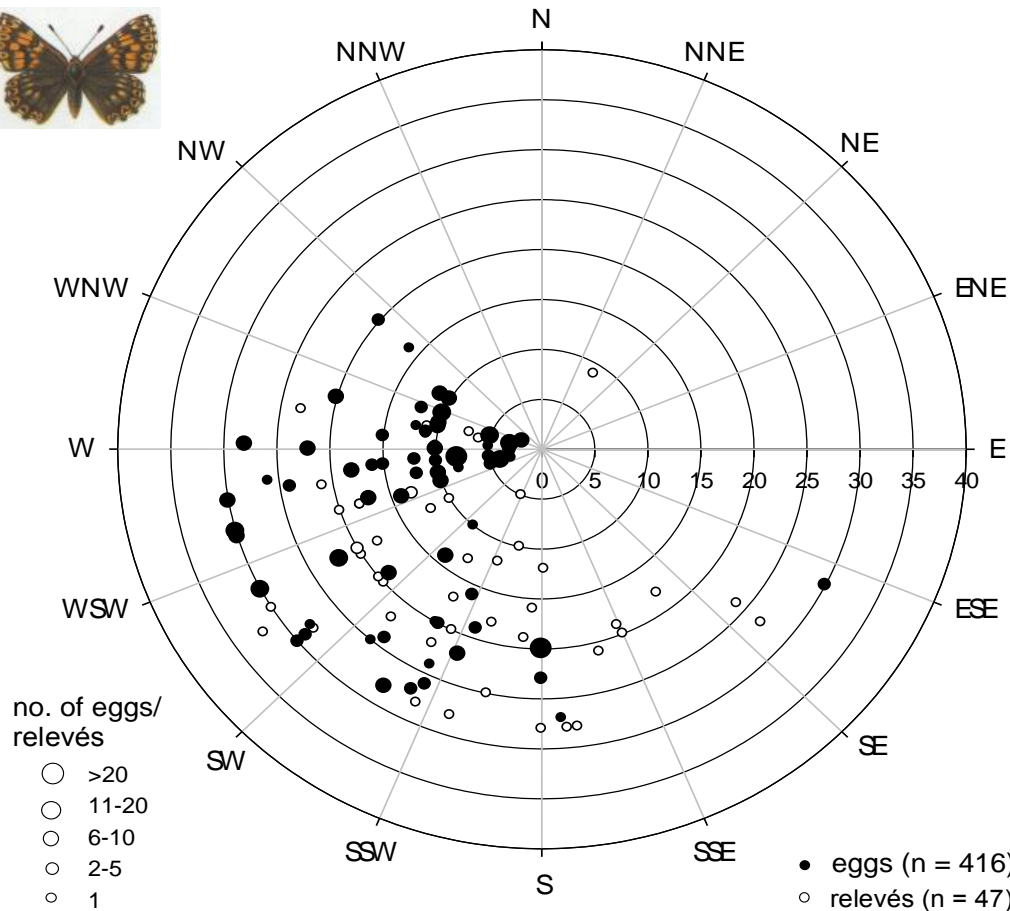 N
NNW
NNE
NW
NE
WNW
ENE
W
E
0 5 10 15 20 25 30 35 40
WSW
ESE
SW
SE
SSW
SSE
S
no. of eggs/
relevés
>20
11-20
6-10
2-5
1
eggs (n = 416)
relevés (n = 47)